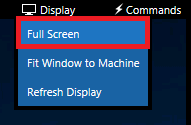 Display Commands
Full Screen
Fit Window to Machine
Refresh Display